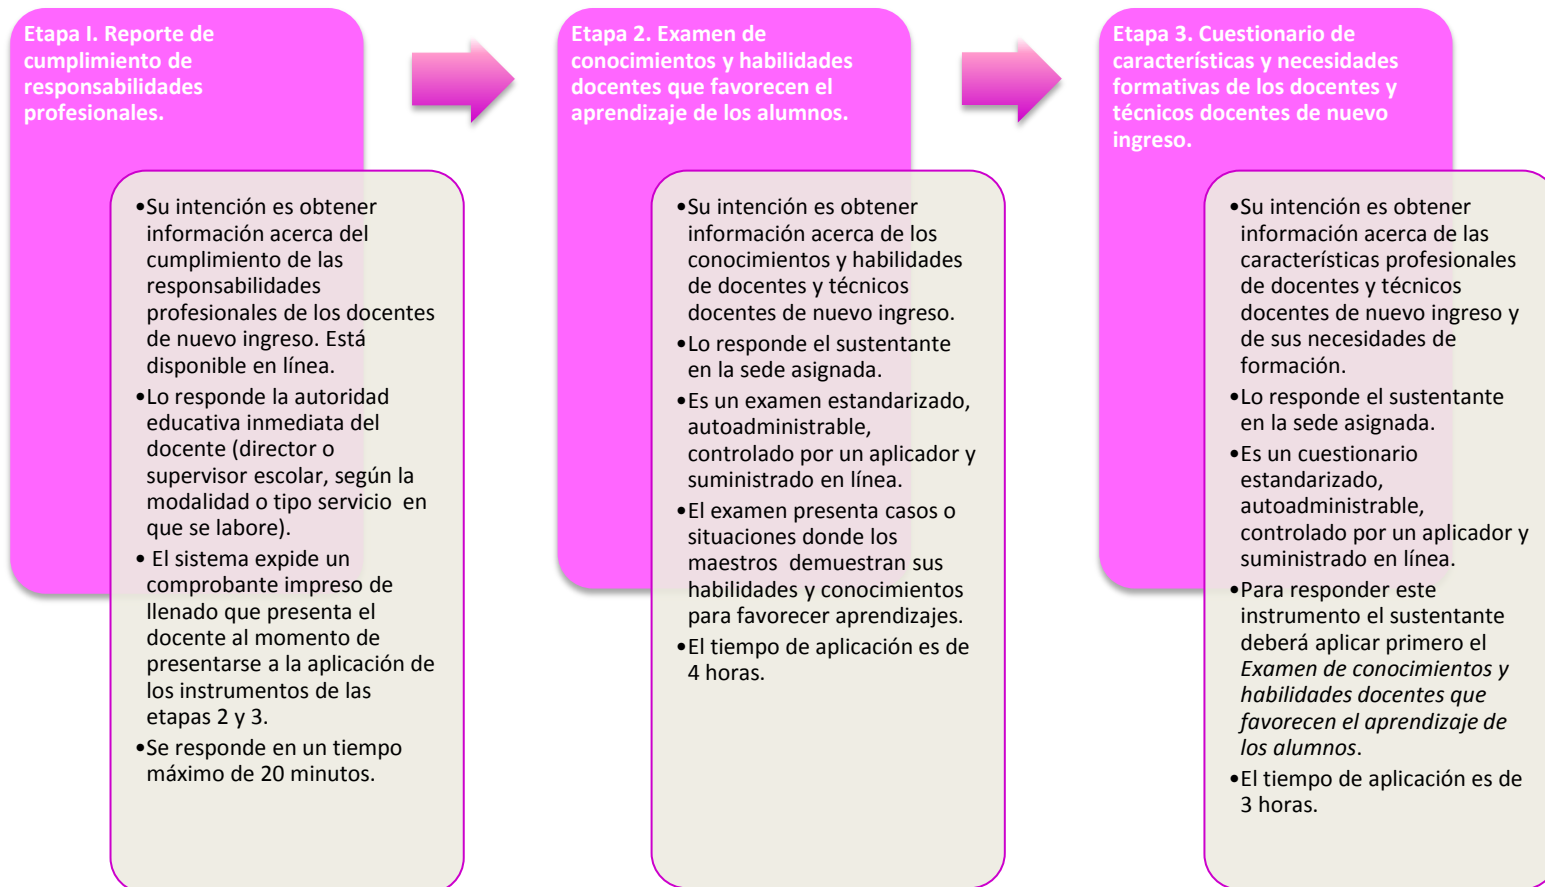 Etapa I. Reporte de
cumplimiento de
responsabilidades
profesionales.
•Su intención es obtener
información acerca del
cumplimiento de las
responsabilidades
profesionales de los docentes
de nuevo ingreso. Está
disponible en línea.
•Lo responde la autoridad
educativa inmediata del
docente (director o
supervisor escolar, según la
modalidad o tipo servicio en
que se labore).
• El sistema expide un
comprobante impreso de
llenado que presenta el
docente al momento de
presentarse a la aplicación de
los instrumentos de las
etapas 2 y 3.
•Se responde en un tiempo
máximo de 20 minutos.
Etapa 2. Examen de
conocimientos y habilidades
docentes que favorecen el
aprendizaje de los alumnos.
•Su intención es obtener
información acerca de los
conocimientos y habilidades
de docentes y técnicos
docentes de nuevo ingreso.
•Lo responde el sustentante
en la sede asignada.
•Es un examen estandarizado,
autoadministrable,
controlado por un aplicador y
suministrado en línea.
•El examen presenta casos o
situaciones donde los
maestros demuestran sus
habilidades y conocimientos
para favorecer aprendizajes.
•El tiempo de aplicación es de
4 horas.
Etapa 3. Cuestionario de
características y necesidades
formativas de los docentes y
técnicos docentes de nuevo
ingreso.
•Su intención es obtener
información acerca de las
características profesionales
de docentes y técnicos
docentes de nuevo ingreso y
de sus necesidades de
formación.
•Lo responde el sustentante
en la sede asignada.
•Es un cuestionario
estandarizado,
autoadministrable,
controlado por un aplicador y
suministrado en línea.
•Para responder este
instrumento el sustentante
deberá aplicar primero el
Examen de conocimientos y
habilidades docentes que
favorecen el aprendizaje de
los alumnos.
•El tiempo de aplicación es de
3 horas.